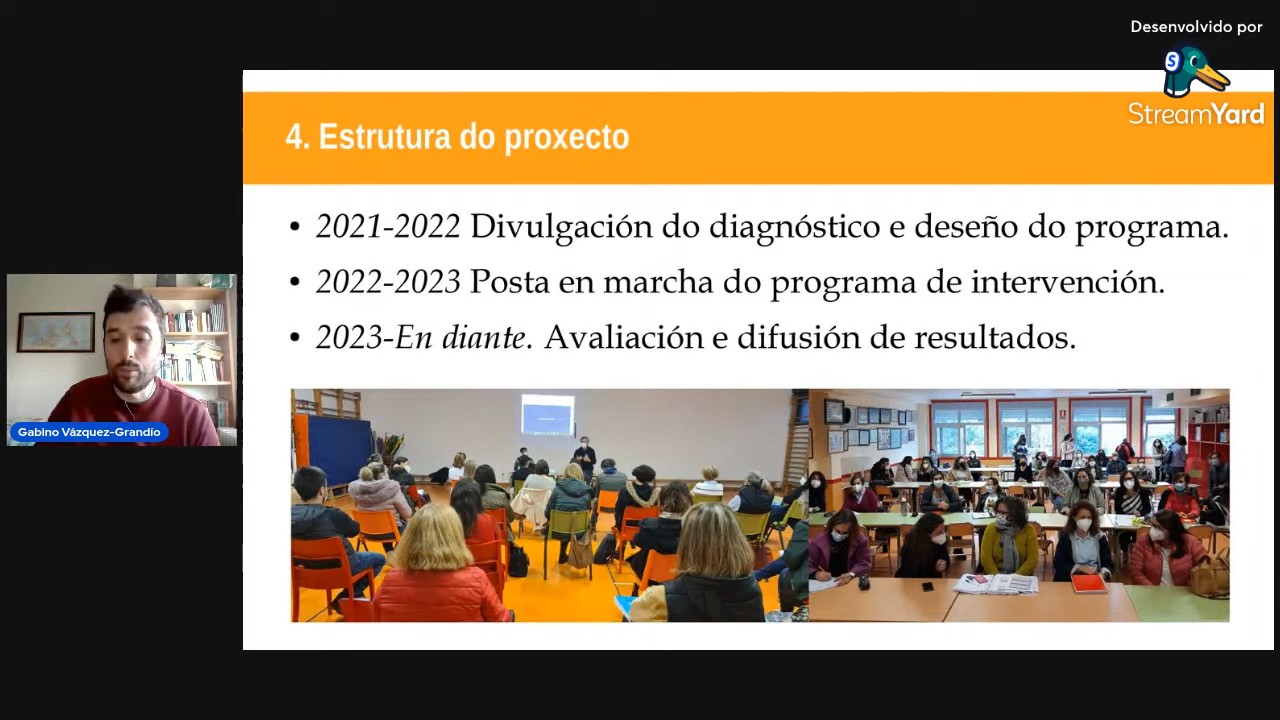 Desenvolvido por
StreamYard
4. Estrutura do proxecto
• 2021-2022 Divulgación do diagnóstico e deseño do programa.
• 2022-2023 Posta en marcha do programa de intervención.
• 2023-En diante. Avaliación e difusión de resultados.
Gabino Vázquez-Grandío